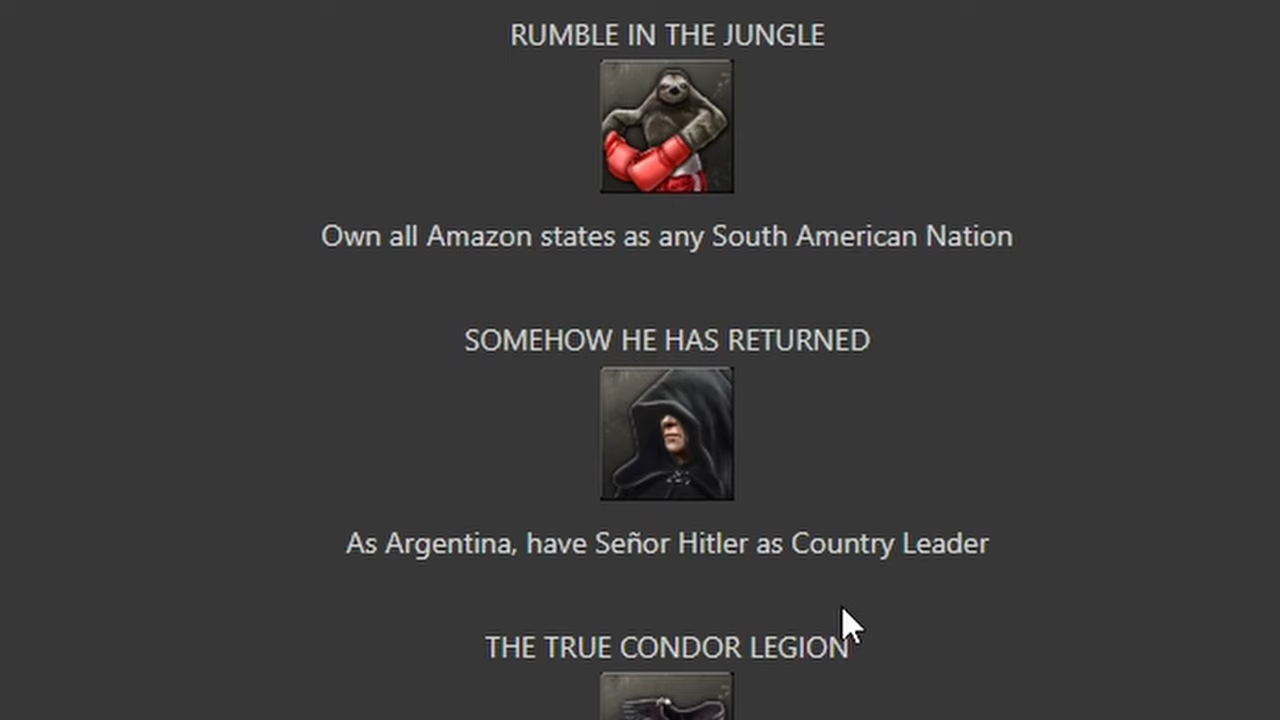 RUMBLE IN THE JUNGLE
Own all Amazon states as any South American Nation
SOMEHOW HE HAS RETURNED
As Argentina, have Señor Hitler as Country Leader
THE TRUE CONDOR LEGION